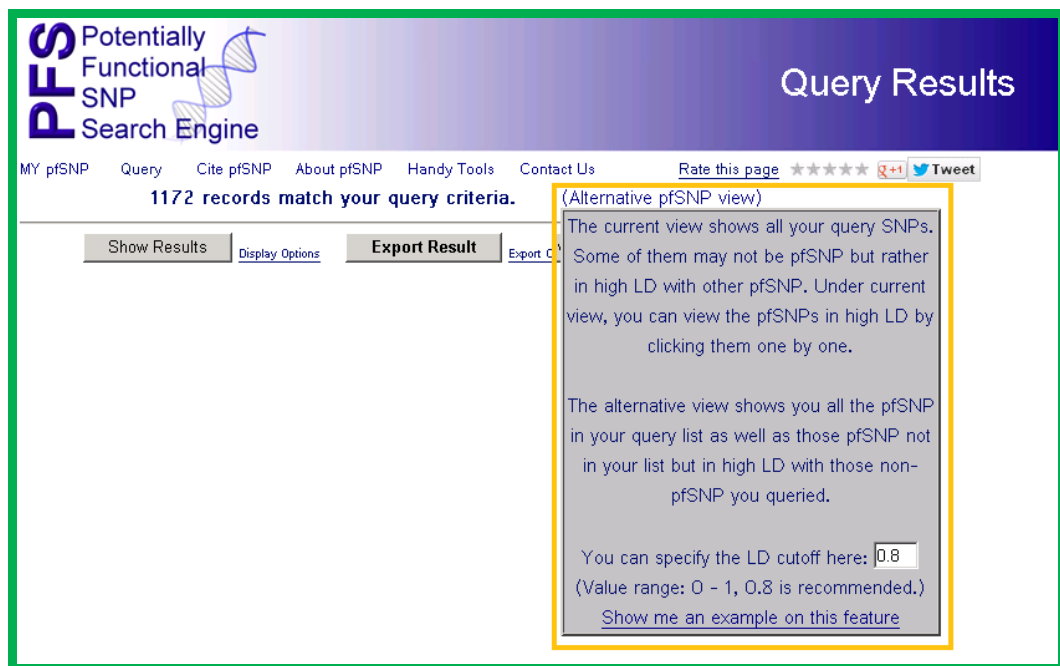 PFS
Potentially
Functional
SNP
Search Engine
Query Results
MY pfSNP Query Cite pfSNP About pfSNP Handy Tools Contact Us Rate this page g+1 Tweet
1172 records match your query criteria. (Alternative pfSNP view)
Show Results Display Options Export Result Export
The current view shows all your query SNPs.
Some of them may not be pfSNP but rather
in high LD with other pfSNP. Under current
view, you can view the pfSNPs in high LD by
clicking them one by one.
The alternative view shows you all the pfSNP
in your query list as well as those pfSNP not
in your list but in high LD with those non-
pfSNP you queried.
You can specify the LD cutoff here: 0.8
(Value range: 0 - 1, 0.8 is recommended.)
Show me an example on this feature